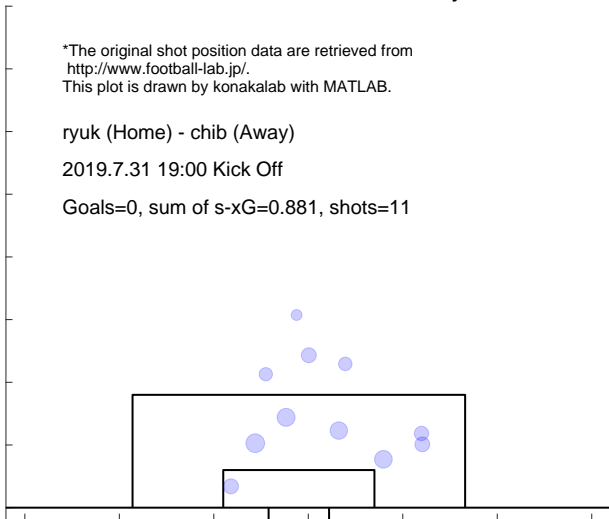 *The original shot position data are retrieved from
http://www.football-lab.jp/.
This plot is drawn by konakalab with MATLAB.
ryuk (Home) - chib (Away)
2019.7.31 19:00 Kick Off
Goals=0, sum of s-xG=0.881, shots=11